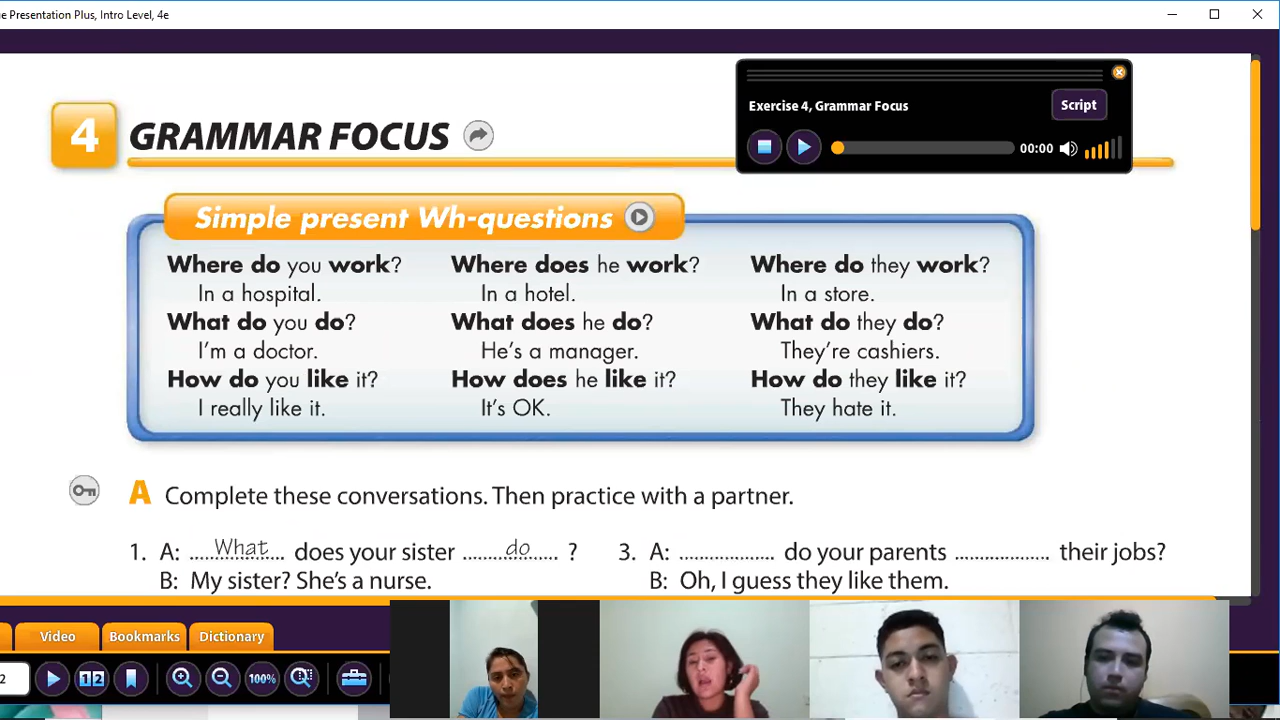 e Presentation Plus, Intro Level, 4e
4 GRAMMAR FOCUS
Exercise 4, Grammar Focus
Script
00:00
Simple present Wh-questions
Where do you work? Where does he work? Where do they work?
In a hospital. In a hotel. In a store.
What do you do? What does he do? What do they do?
I'm a doctor. He's a manager. They're cashiers.
How do you like it? How does he like it? How do they like it?
I really like it. It's OK. They hate it.
A Complete these conversations. Then practice with a partner.
1. A: ....What.... does your sister ....do.... ?
B: My sister? She's a nurse.
3. A: .................. do your parents .................. their jobs?
B: Oh, I guess they like them.
Video Bookmarks Dictionary
2 12 100%